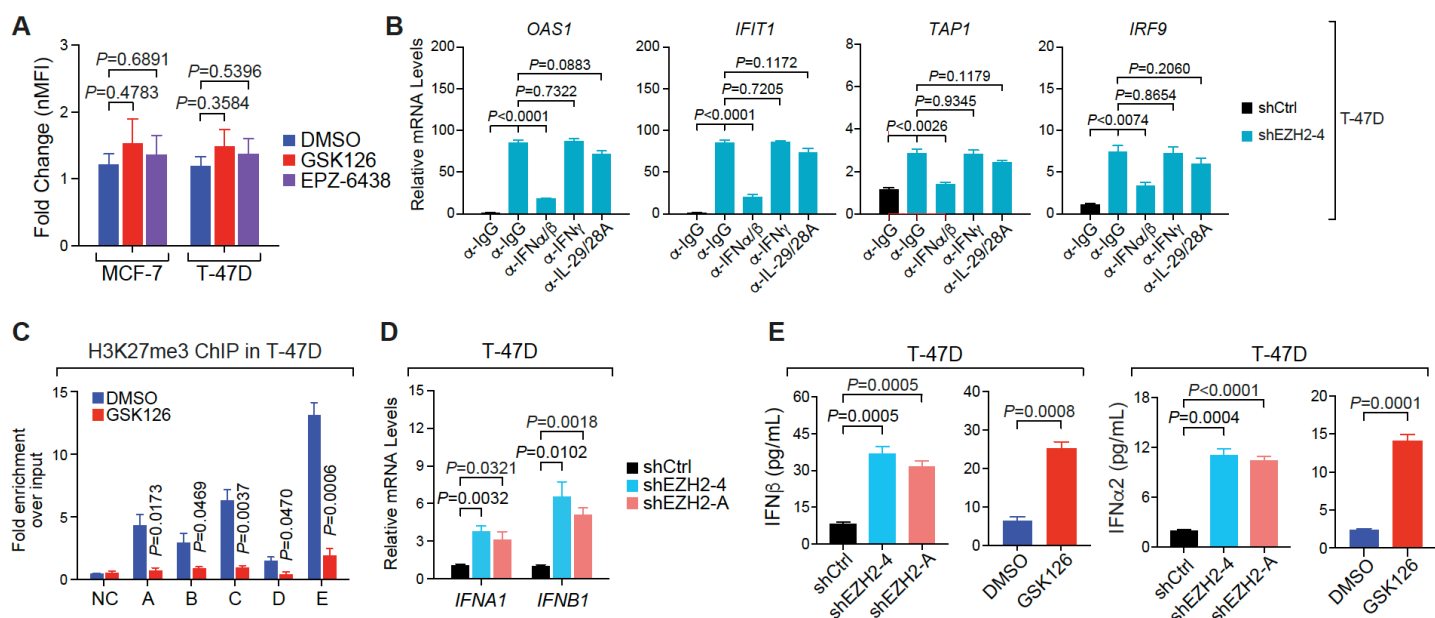 A
Fold Change (nMFI)
3
2
1
0
P=0.6891
P=0.4783
P=0.5396
P=0.3584
DMSO
GSK126
EPZ-6438
MCF-7
T-47D
B
Relative mRNA Levels
OAS1
200
150
100
50
0
P=0.0883
P=0.7322
P<0.0001
α-IgG
α-IgG
α-IFNα/β
α-IFNγ
α-IL-29/28A
IFIT1
200
150
100
50
0
P=0.1172
P=0.7205
P<0.0001
α-IgG
α-IgG
α-IFNα/β
α-IFNγ
α-IL-29/28A
TAP1
8
6
4
2
0
P=0.1179
P=0.9345
P<0.0026
α-IgG
α-IgG
α-IFNα/β
α-IFNγ
α-IL-29/28A
IRF9
20
15
10
5
0
P=0.2060
P=0.8654
P<0.0074
α-IgG
α-IgG
α-IFNα/β
α-IFNγ
α-IL-29/28A
shCtrl
shEZH2-4
T-47D
C
H3K27me3 ChIP in T-47D
Fold enrichment
over input
15
10
5
0
DMSO
GSK126
P=0.0173
P=0.0469
P=0.0037
P=0.0470
P=0.0006
NC
A
B
C
D
E
D
T-47D
Relative mRNA Levels
15
12
9
6
3
0
P=0.0321
P=0.0032
P=0.0018
P=0.0102
IFNA1
IFNB1
shCtrl
shEZH2-4
shEZH2-A
E
T-47D
IFNβ (pg/mL)
60
45
30
15
0
P=0.0005
P=0.0005
shCtrl
shEZH2-4
shEZH2-A
40
30
20
10
0
P=0.0008
DMSO
GSK126
T-47D
IFNα2 (pg/mL)
24
18
12
6
0
P<0.0001
P=0.0004
shCtrl
shEZH2-4
shEZH2-A
20
15
10
5
0
P=0.0001
DMSO
GSK126